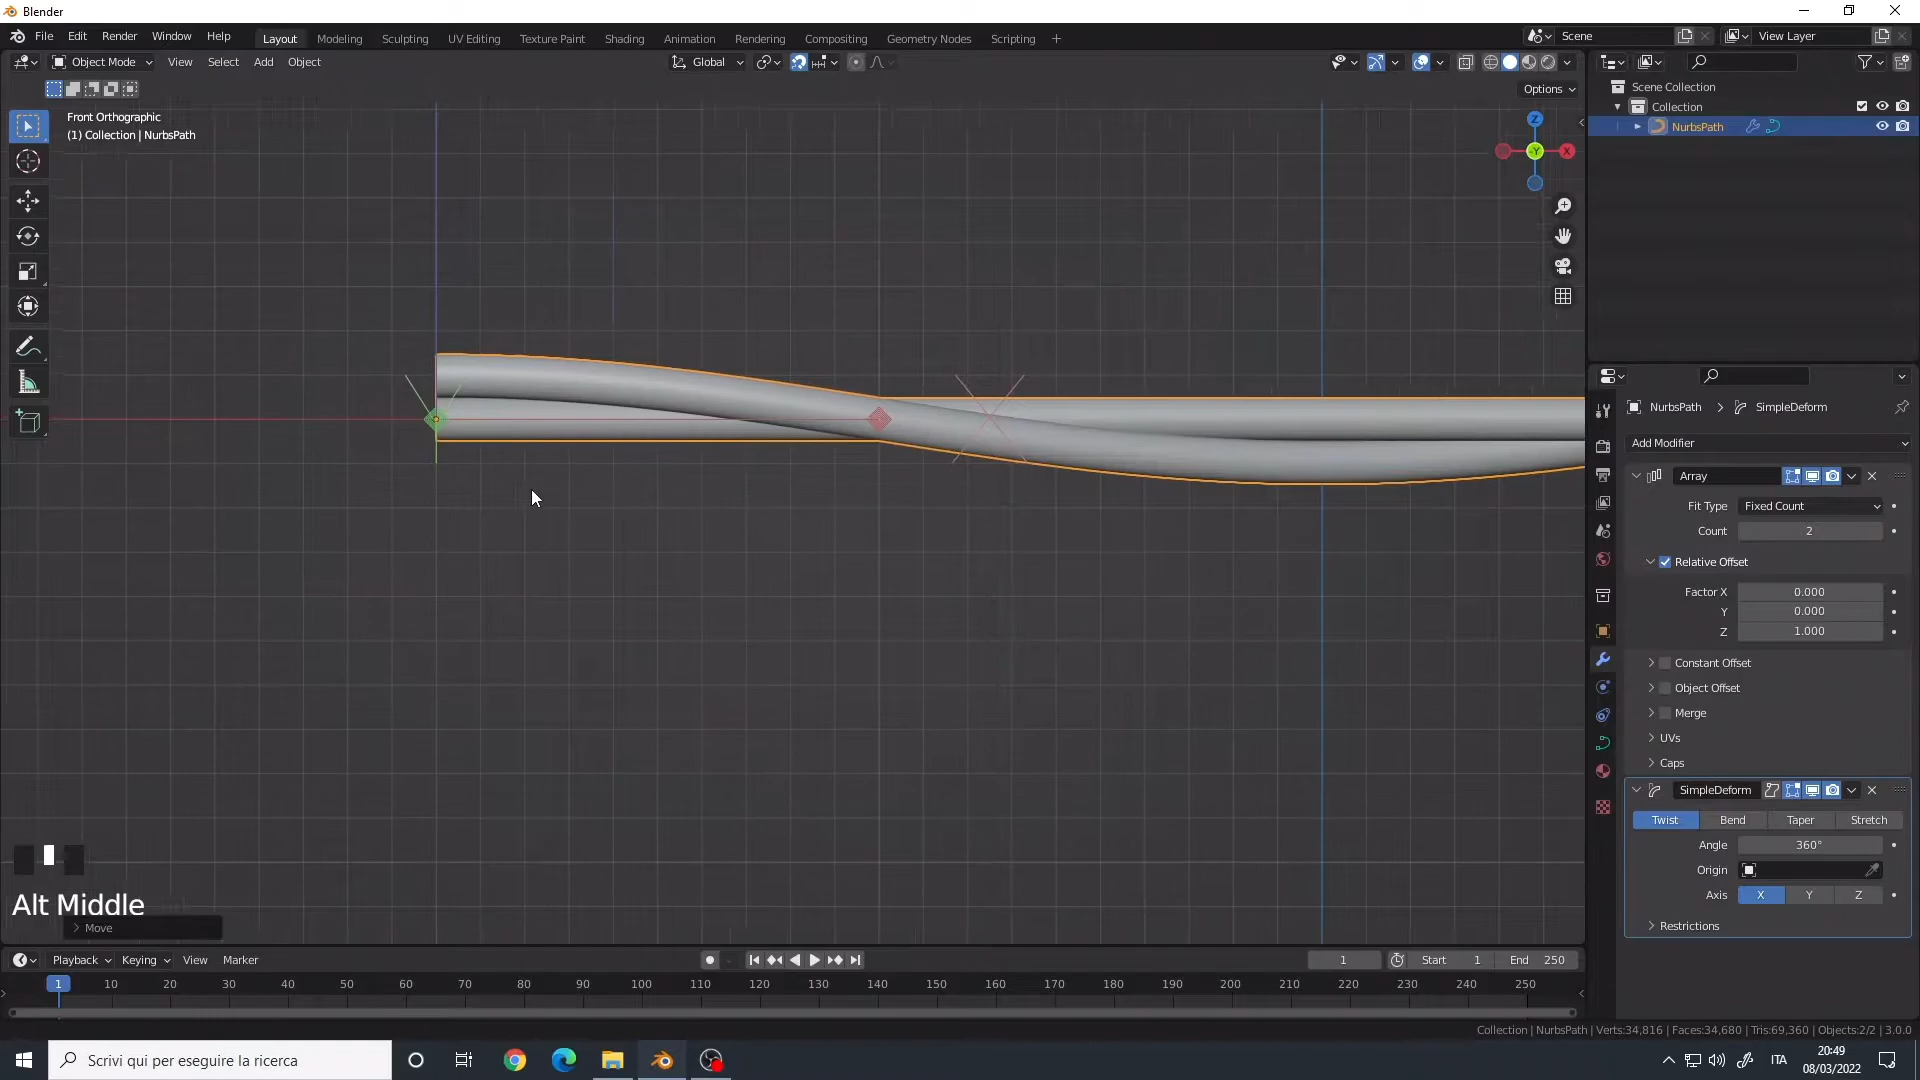 Blender
File Edit Render Window Help
Layout Modeling Sculpting UV Editing Texture Paint Shading Animation Rendering Compositing Geometry Nodes Scripting +
Scene
View Layer
Object Mode View Select Add Object
Global
Options
Front Orthographic
(1) Collection | NurbsPath
Z
Y
X
Scene Collection
Collection
NurbsPath
NurbsPath > SimpleDeform
Add Modifier
Array
Fit Type Fixed Count
Count 2
Relative Offset
Factor X 0.000
Y 0.000
Z 1.000
Constant Offset
Object Offset
Merge
UVs
Caps
SimpleDeform
Twist Bend Taper Stretch
Angle 360°
Origin
Axis X Y Z
Restrictions
Alt Middle
Move
Playback Keying View Marker
1 Start 1 End 250
1 10 20 30 40 50 60 70 80 90 100 110 120 130 140 150 160 170 180 190 200 210 220 230 240 250
Collection | NurbsPath | Verts:34,816 | Faces:34,680 | Tris:69,360 | Objects:2/2 | 3.0.0
Scrivi qui per eseguire la ricerca
ITA
20:49
08/03/2022